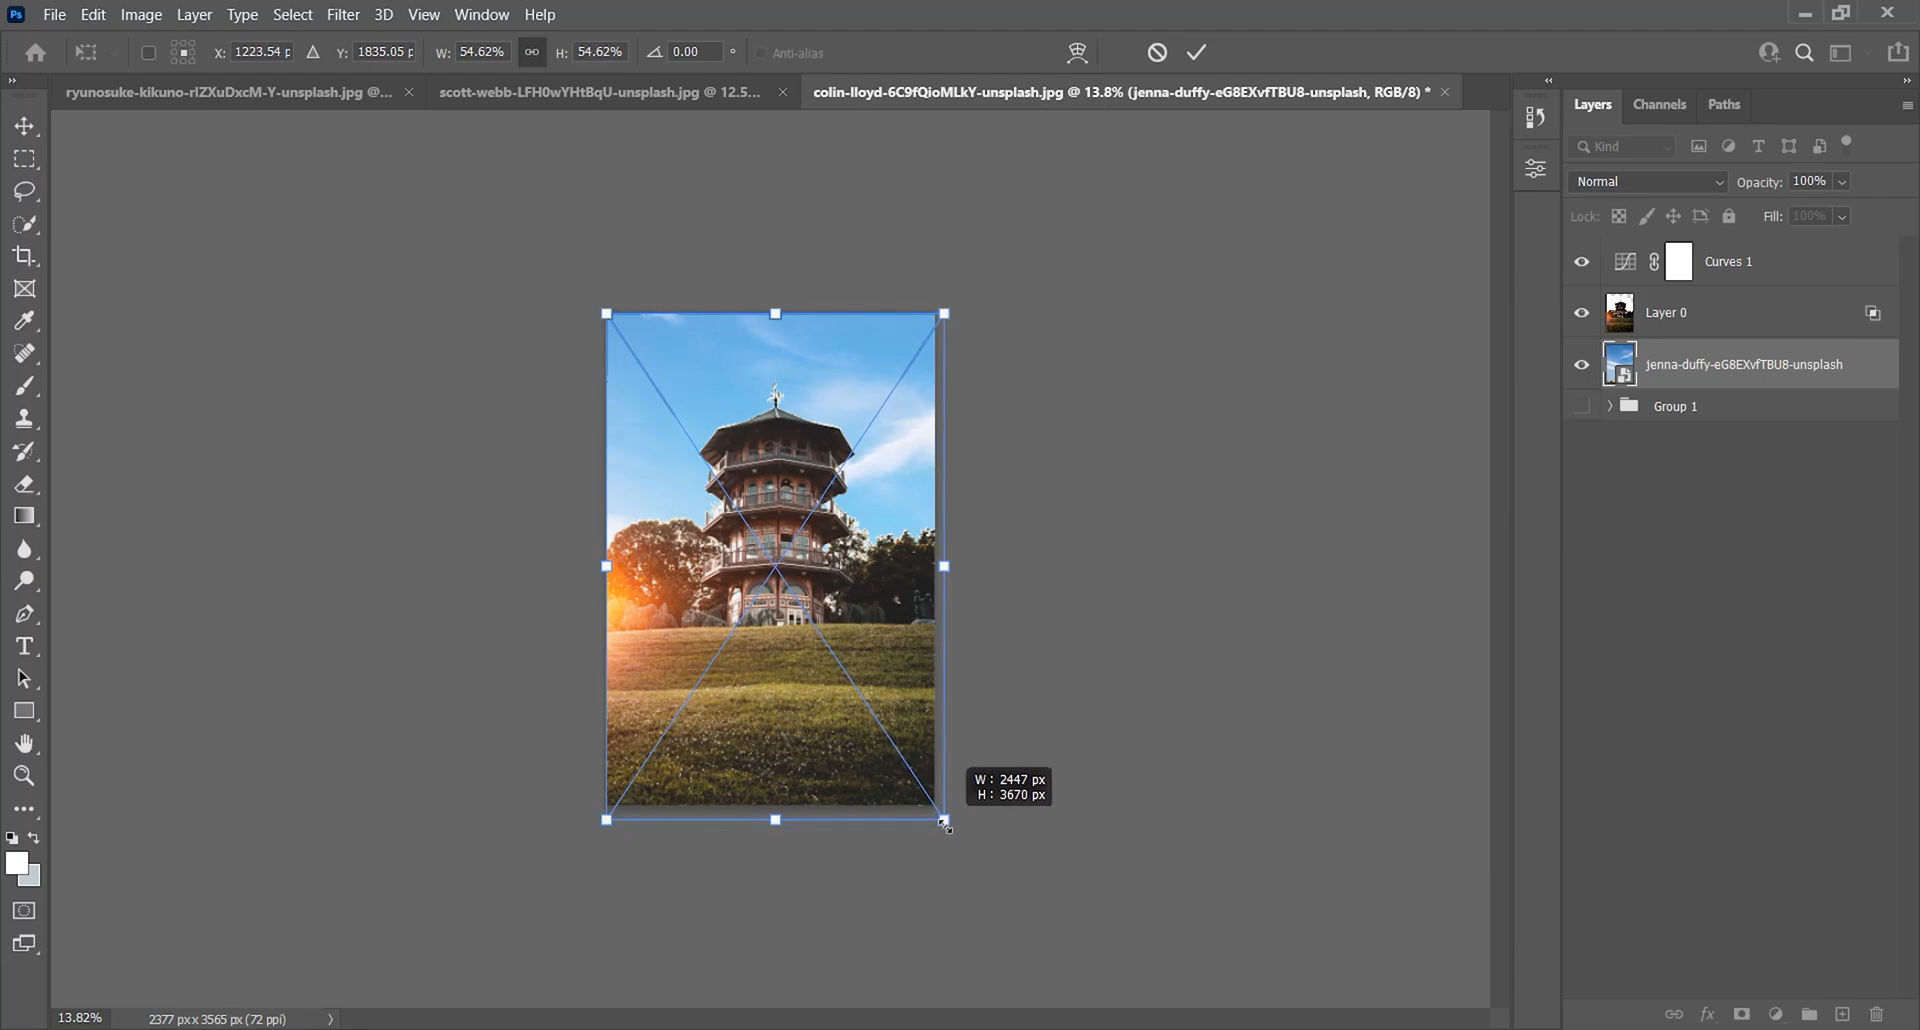 Ps File Edit Image Layer Type Select Filter 3D View Window Help
X: 1223.54 p Y: 1835.05 p W: 54.62% H: 54.62% 0.00 ° Anti-alias
ryunosuke-kikuno-rIZXuDxcM-Y-unsplash.jpg @... × scott-webb-LFH0wYHtBqU-unsplash.jpg @ 12.5... × colin-lloyd-6C9fQioMLkY-unsplash.jpg @ 13.8% (jenna-duffy-eG8EXvfTBU8-unsplash, RGB/8) * ×
Layers Channels Paths
Kind
Normal Opacity: 100%
Lock: Fill: 100%
Curves 1
Layer 0
jenna-duffy-eG8EXvfTBU8-unsplash
Group 1
W: 2447 px
H: 3670 px
13.82% 2377 px x 3565 px (72 ppi)
fx